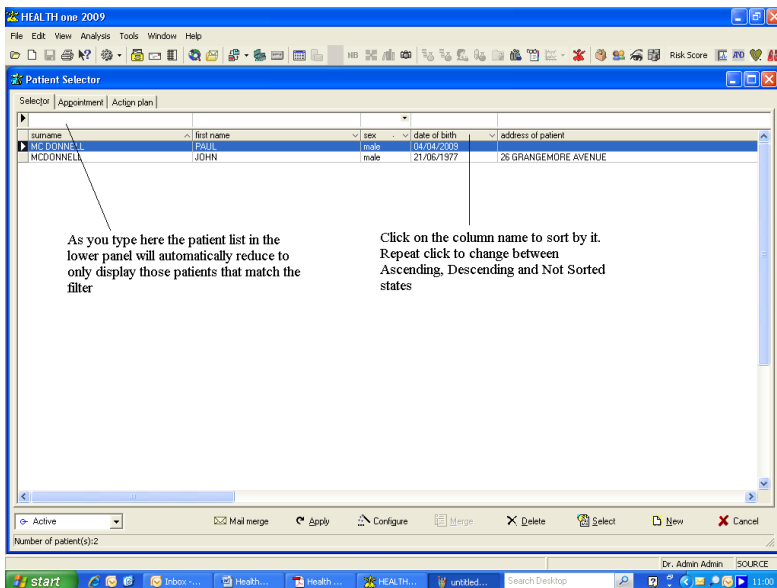 HEALTH one 2009
File Edit View Analysis Tools Window Help
NB Risk Score
Patient Selector
Selector Appointment Action plan
surname first name sex date of birth address of patient
MC DONNELL PAUL male 04/04/2009
MCDONNELL JOHN male 21/06/1977 26 GRANGEMORE AVENUE
As you type here the patient list in the
lower panel will automatically reduce to
only display those patients that match the
filter
Click on the column name to sort by it.
Repeat click to change between
Ascending, Descending and Not Sorted
states
Active Mail merge Apply Configure Merge Delete Select New Cancel
Number of patient(s):2
Dr. Admin Admin SOURCE
start Inbox -... Health... Health ... HEALTH... untitled... Search Desktop 11:00